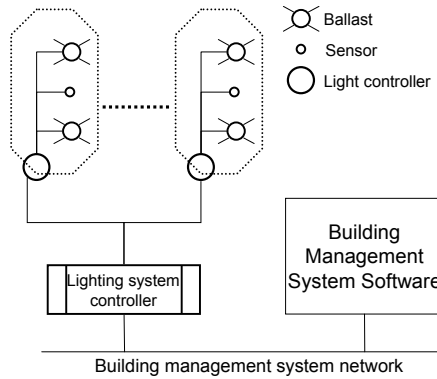 Ballast
Sensor
Light controller
Building
Management
System Software
Lighting system
controller
Building management system network